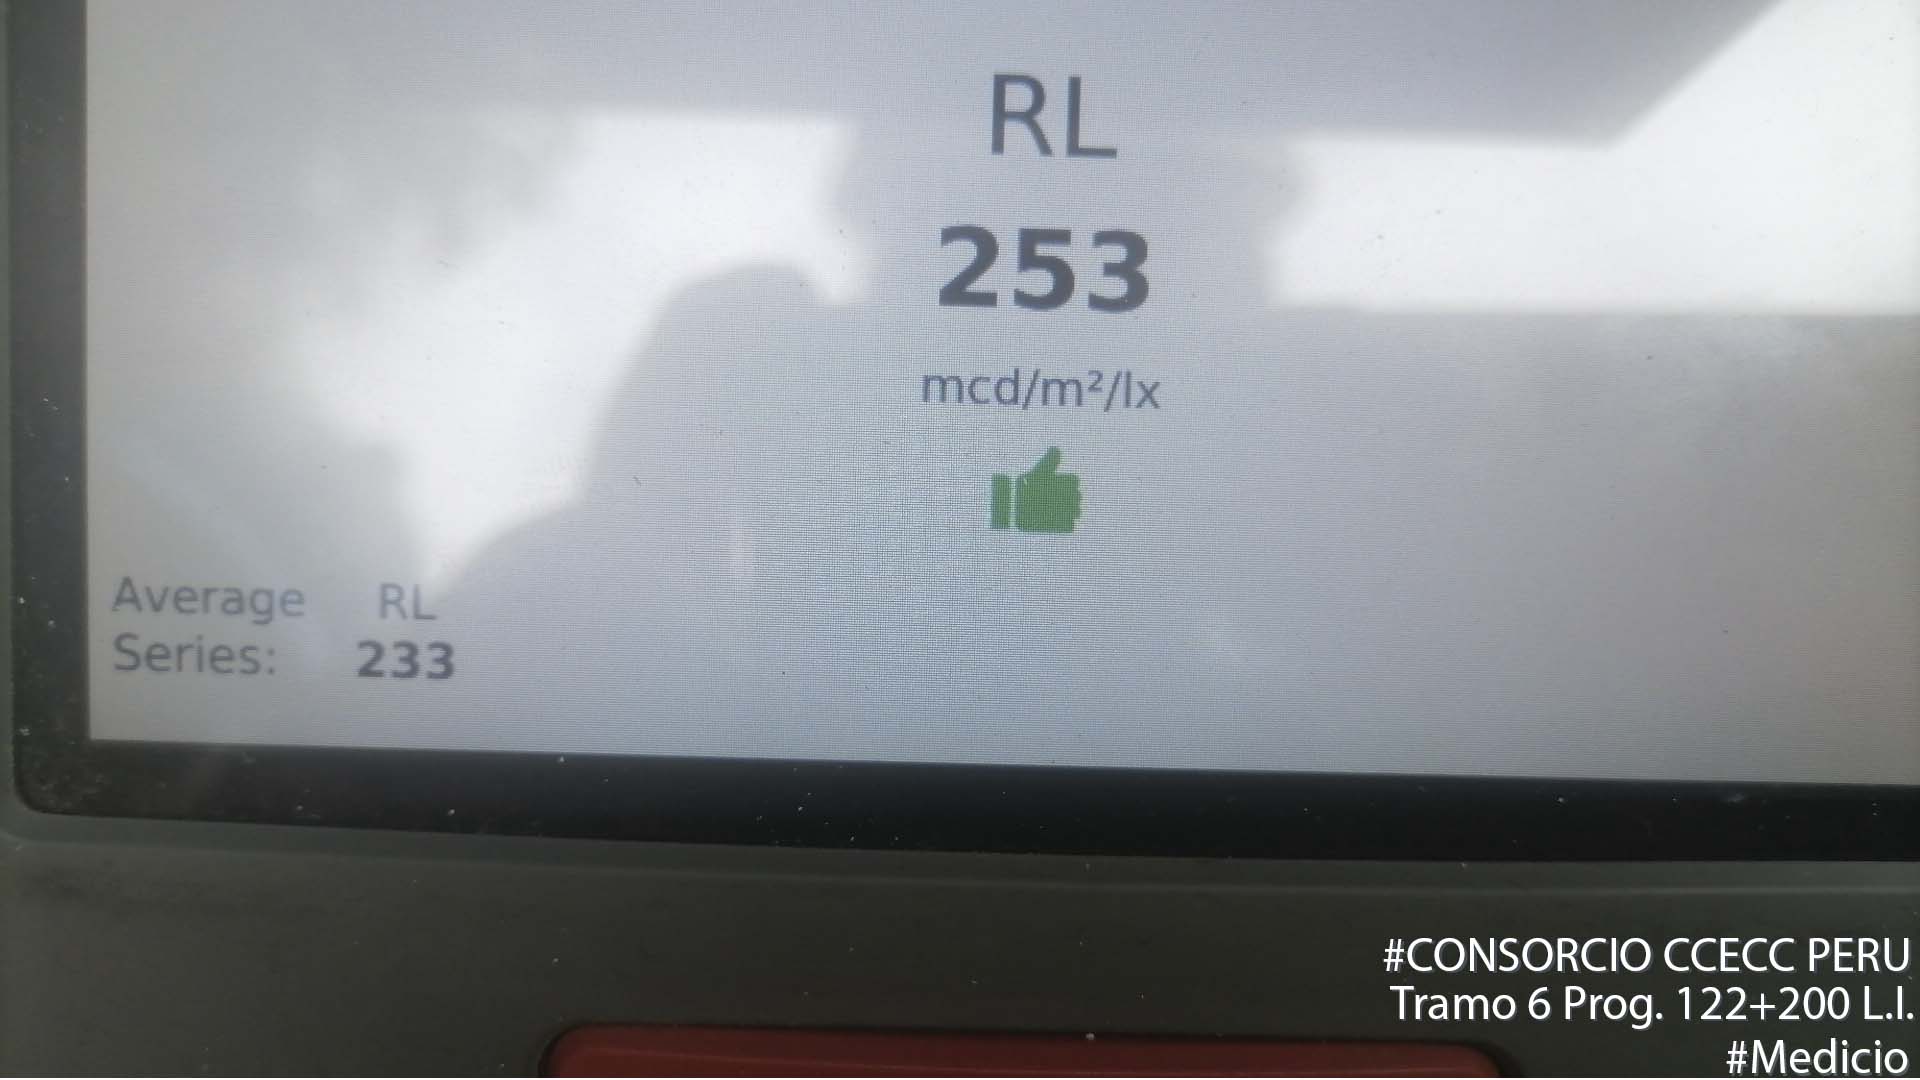 RL
253
mcd/m²/lx
Average RL
Series: 233
#CONSORCIO CCECC PERU
Tramo 6 Prog. 122+200 L.I.
#Medicio